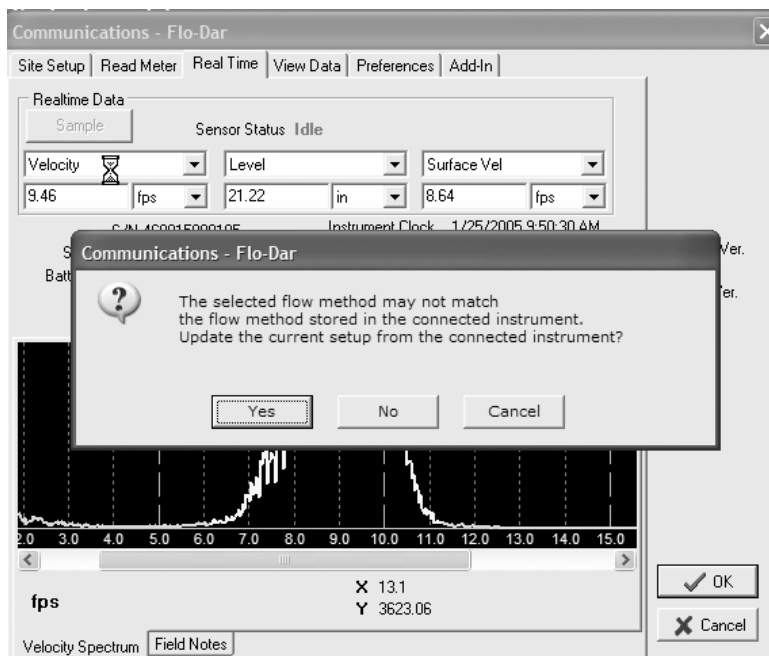 Communications - Flo-Dar
Site Setup Read Meter Real Time View Data Preferences Add-In
Realtime Data
Sample Sensor Status Idle
Velocity Level Surface Vel
9.46 fps 21.22 in 8.64 fps
Instrument Clock 1/25/2005 9:50:30 AM
Communications - Flo-Dar
Ver.
The selected flow method may not match
the flow method stored in the connected instrument.
Update the current setup from the connected instrument?
Yes No Cancel
2.0 3.0 4.0 5.0 6.0 7.0 8.0 9.0 10.0 11.0 12.0 13.0 14.0 15.0
X 13.1
fps
Y 3623.06
OK
Cancel
Velocity Spectrum Field Notes